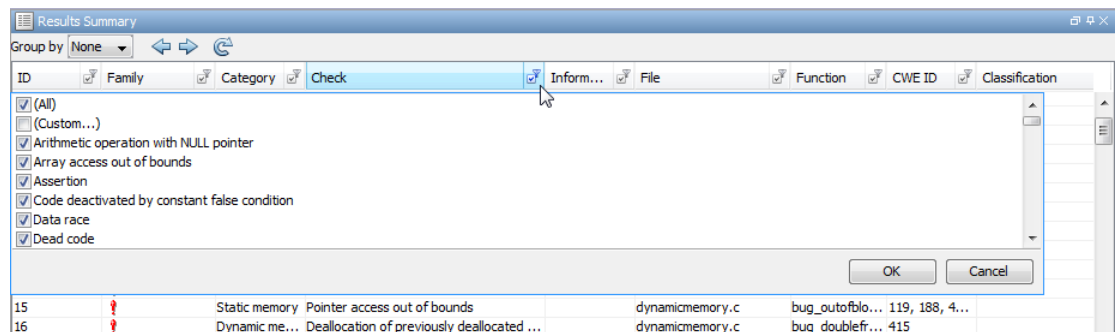 Results Summary
Group by None
ID Family Category Check Inform... File Function CWE ID Classification
(All)
(Custom...)
Arithmetic operation with NULL pointer
Array access out of bounds
Assertion
Code deactivated by constant false condition
Data race
Dead code
OK Cancel
15 Static memory Pointer access out of bounds dynamicmemory.c bug_outofblo... 119, 188, 4...
16 Dynamic me... Deallocation of previously deallocated ... dynamicmemory.c bug_doublefr... 415